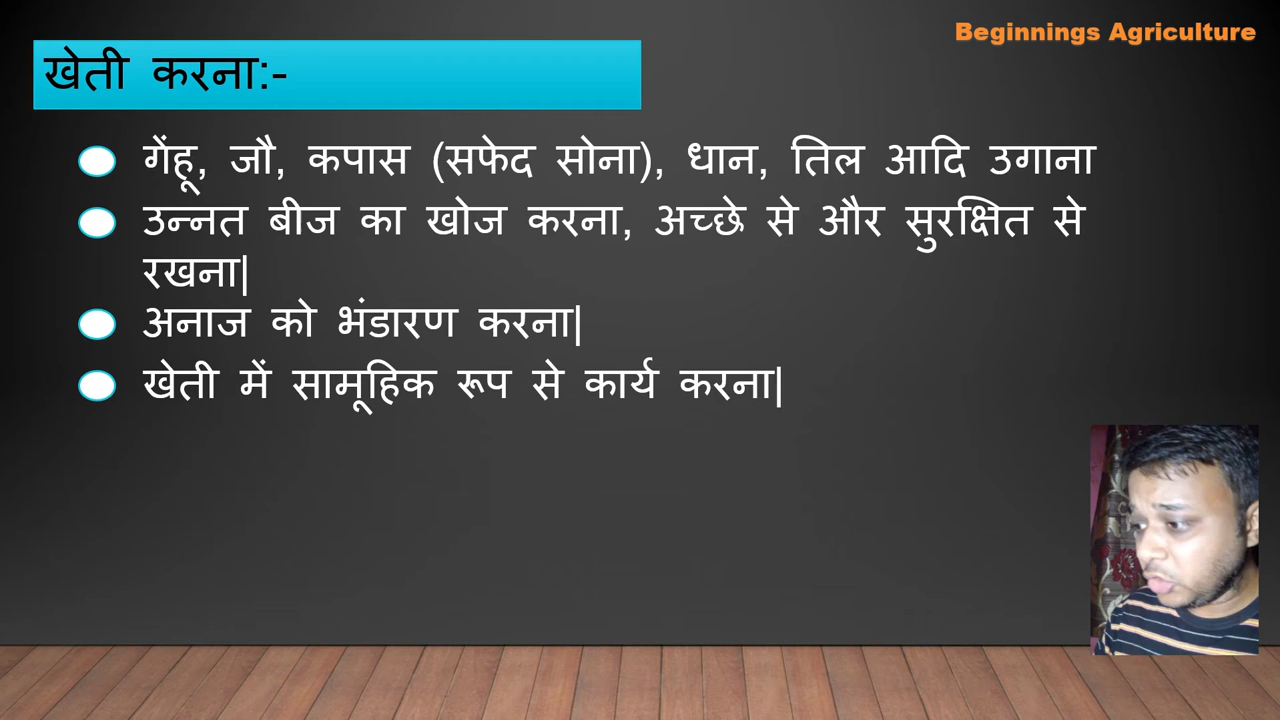 Beginnings Agriculture
खेती करना:-
गेंहू, जौ, कपास (सफेद सोना), धान, तिल आदि उगाना
उन्नत बीज का खोज करना, अच्छे से और सुरक्षित से
रखना|
अनाज को भंडारण करना|
खेती में सामूहिक रूप से कार्य करना|